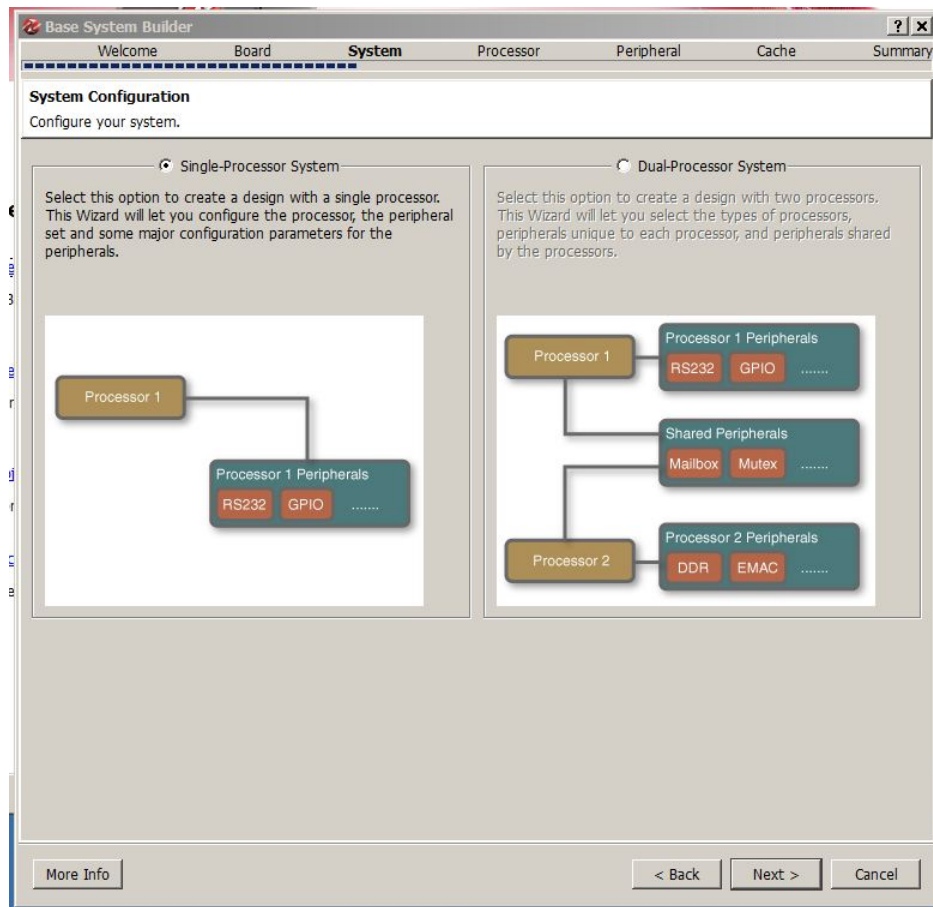 Base System Builder
Welcome Board System Processor Peripheral Cache Summary
System Configuration
Configure your system.
Single-Processor System
Select this option to create a design with a single processor.
This Wizard will let you configure the processor, the peripheral
set and some major configuration parameters for the
peripherals.
Processor 1
Processor 1 Peripherals
RS232 GPIO .......
Dual-Processor System
Select this option to create a design with two processors.
This Wizard will let you select the types of processors,
peripherals unique to each processor, and peripherals shared
by the processors.
Processor 1
Processor 1 Peripherals
RS232 GPIO .......
Shared Peripherals
Mailbox Mutex .......
Processor 2
Processor 2 Peripherals
DDR EMAC .......
More Info
< Back Next > Cancel